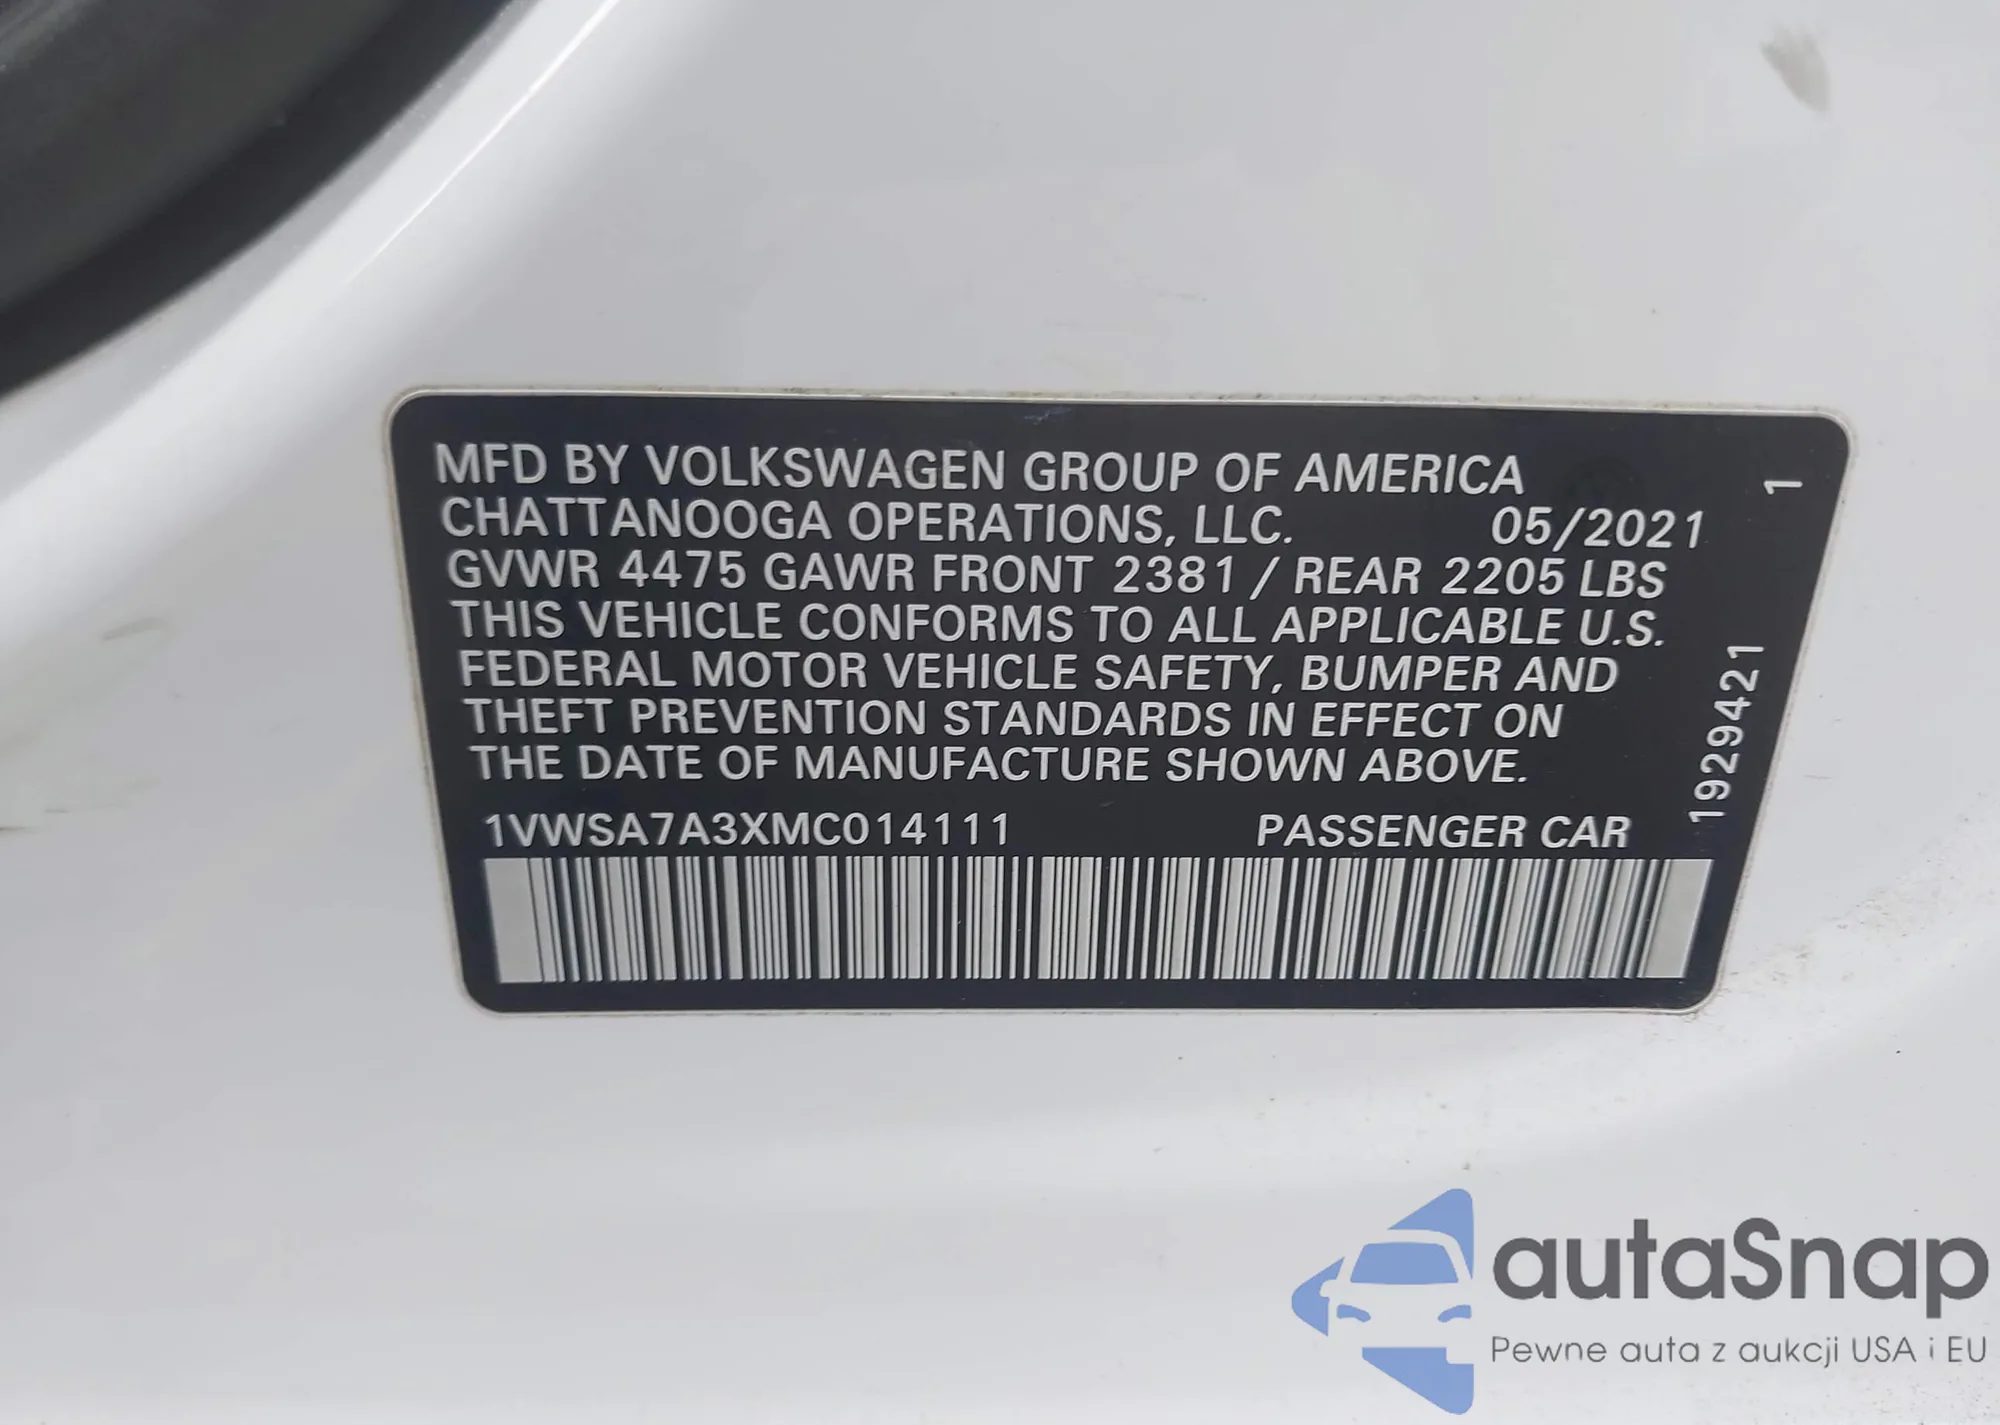 MFD BY VOLKSWAGEN GROUP OF AMERICA
CHATTANOOGA OPERATIONS, LLC. 05/2021
GVWR 4475 GAWR FRONT 2381 / REAR 2205 LBS
THIS VEHICLE CONFORMS TO ALL APPLICABLE U.S.
FEDERAL MOTOR VEHICLE SAFETY, BUMPER AND
THEFT PREVENTION STANDARDS IN EFFECT ON
THE DATE OF MANUFACTURE SHOWN ABOVE.
1VWSA7A3XMC014111 PASSENGER CAR
1929421 1
autaSnap
Pewne auta z aukcji USA i EU